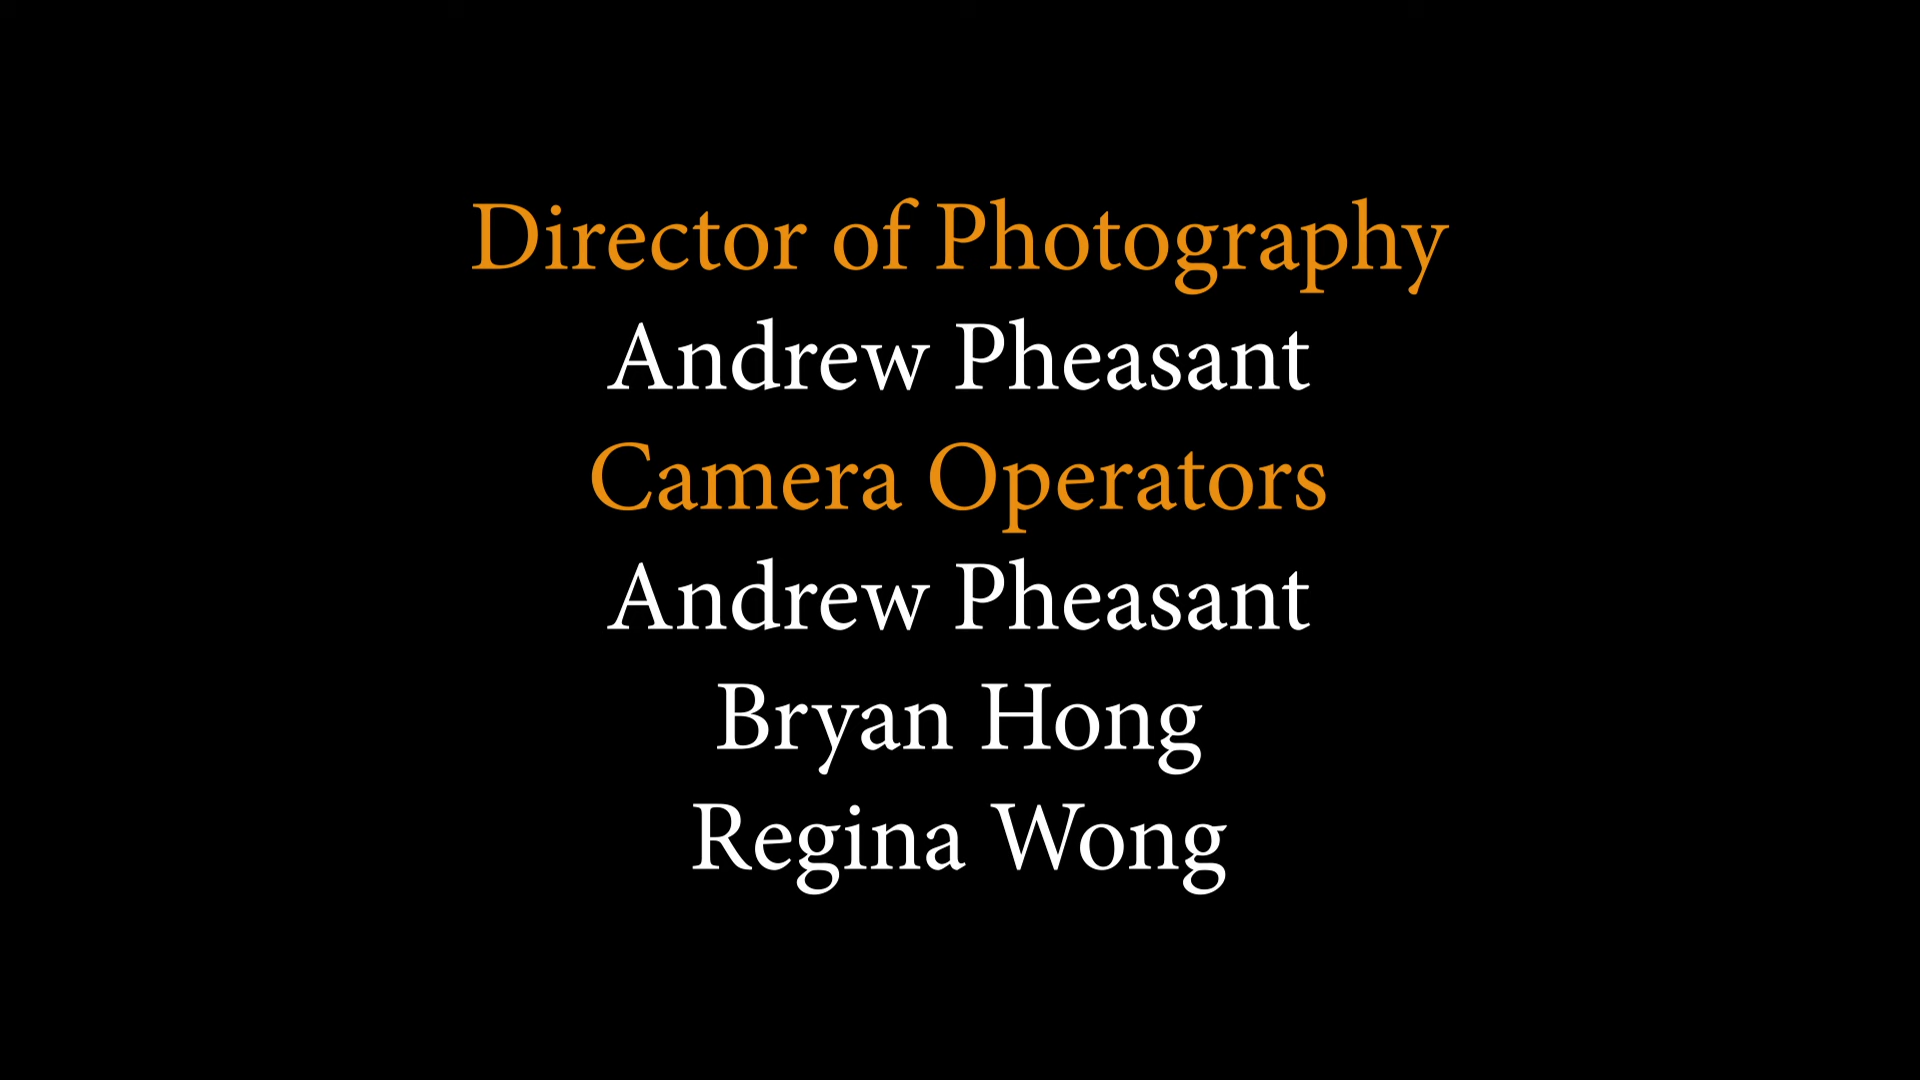 Director of Photography
Andrew Pheasant
Camera Operators
Andrew Pheasant
Bryan Hong
Regina Wong